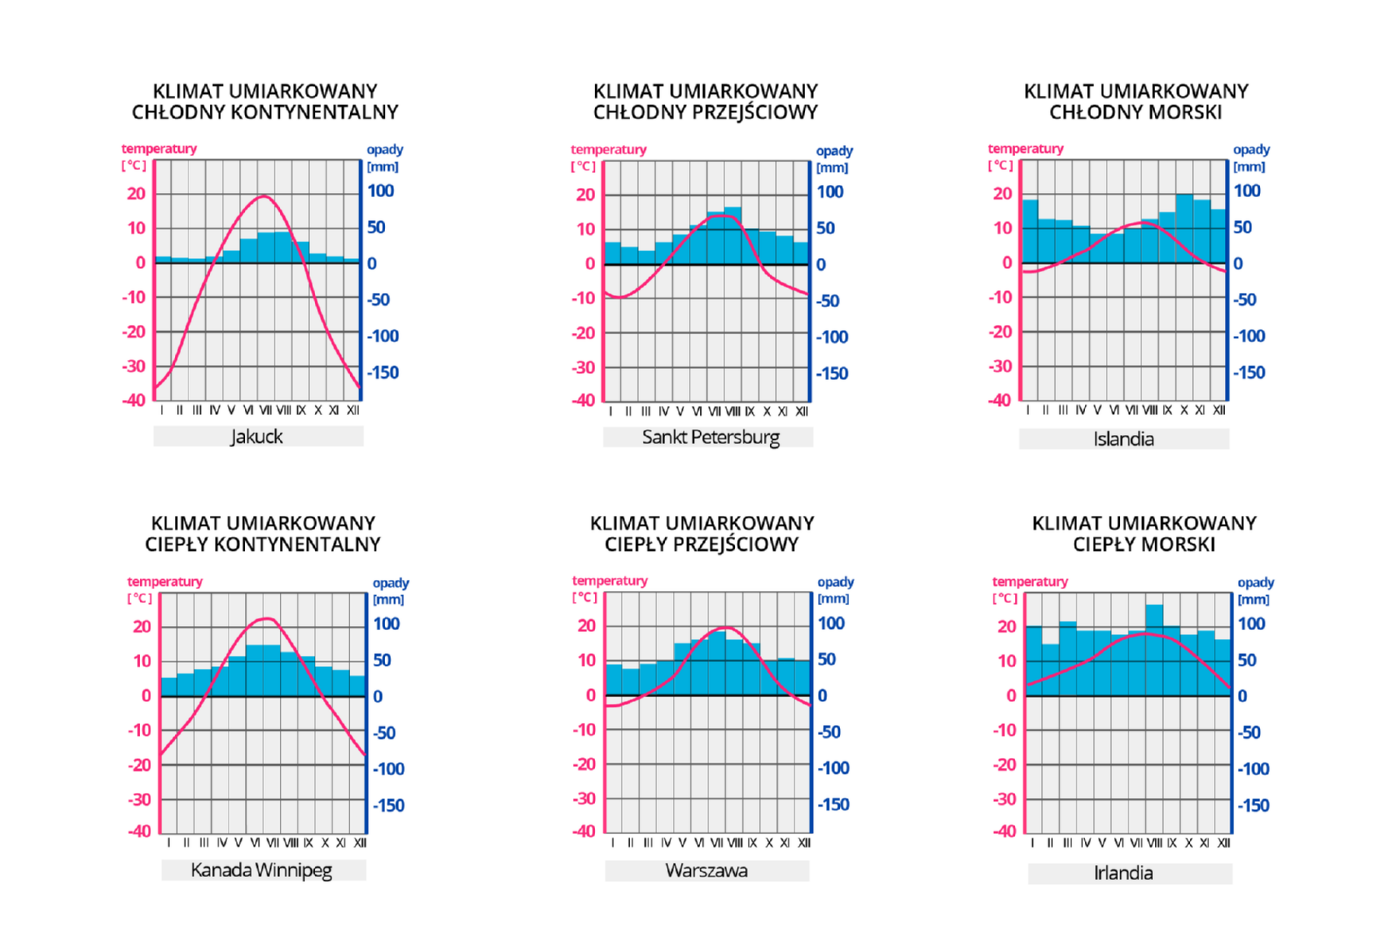 KLIMAT UMIARKOWANY
CHŁODNY KONTYNENTALNY
temperatury
[°C]
opady
[mm]
20
10
0
-10
-20
-30
-40
100
50
0
-50
-100
-150
I II III IV V VI VII VIII IX X XI XII
Jakuck
KLIMAT UMIARKOWANY
CHŁODNY PRZEJŚCIOWY
temperatury
[°C]
opady
[mm]
20
10
0
-10
-20
-30
-40
100
50
0
-50
-100
-150
I II III IV V VI VII VIII IX X XI XII
Sankt Petersburg
KLIMAT UMIARKOWANY
CHŁODNY MORSKI
temperatury
[°C]
opady
[mm]
20
10
0
-10
-20
-30
-40
100
50
0
-50
-100
-150
I II III IV V VI VII VIII IX X XI XII
Islandia
KLIMAT UMIARKOWANY
CIEPŁY KONTYNENTALNY
temperatury
[°C]
opady
[mm]
20
10
0
-10
-20
-30
-40
100
50
0
-50
-100
-150
I II III IV V VI VII VIII IX X XI XII
Kanada Winnipeg
KLIMAT UMIARKOWANY
CIEPŁY PRZEJŚCIOWY
temperatury
[°C]
opady
[mm]
20
10
0
-10
-20
-30
-40
100
50
0
-50
-100
-150
I II III IV V VI VII VIII IX X XI XII
Warszawa
KLIMAT UMIARKOWANY
CIEPŁY MORSKI
temperatury
[°C]
opady
[mm]
20
10
0
-10
-20
-30
-40
100
50
0
-50
-100
-150
I II III IV V VI VII VIII IX X XI XII
Irlandia